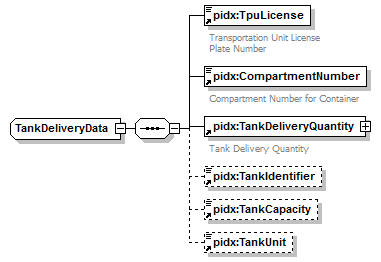 pidx:TpuLicense
Transportation Unit License
Plate Number
pidx:CompartmentNumber
Compartment Number for Container
TankDeliveryData
pidx:TankDeliveryQuantity
Tank Delivery Quantity
pidx:TankIdentifier
pidx:TankCapacity
pidx:TankUnit